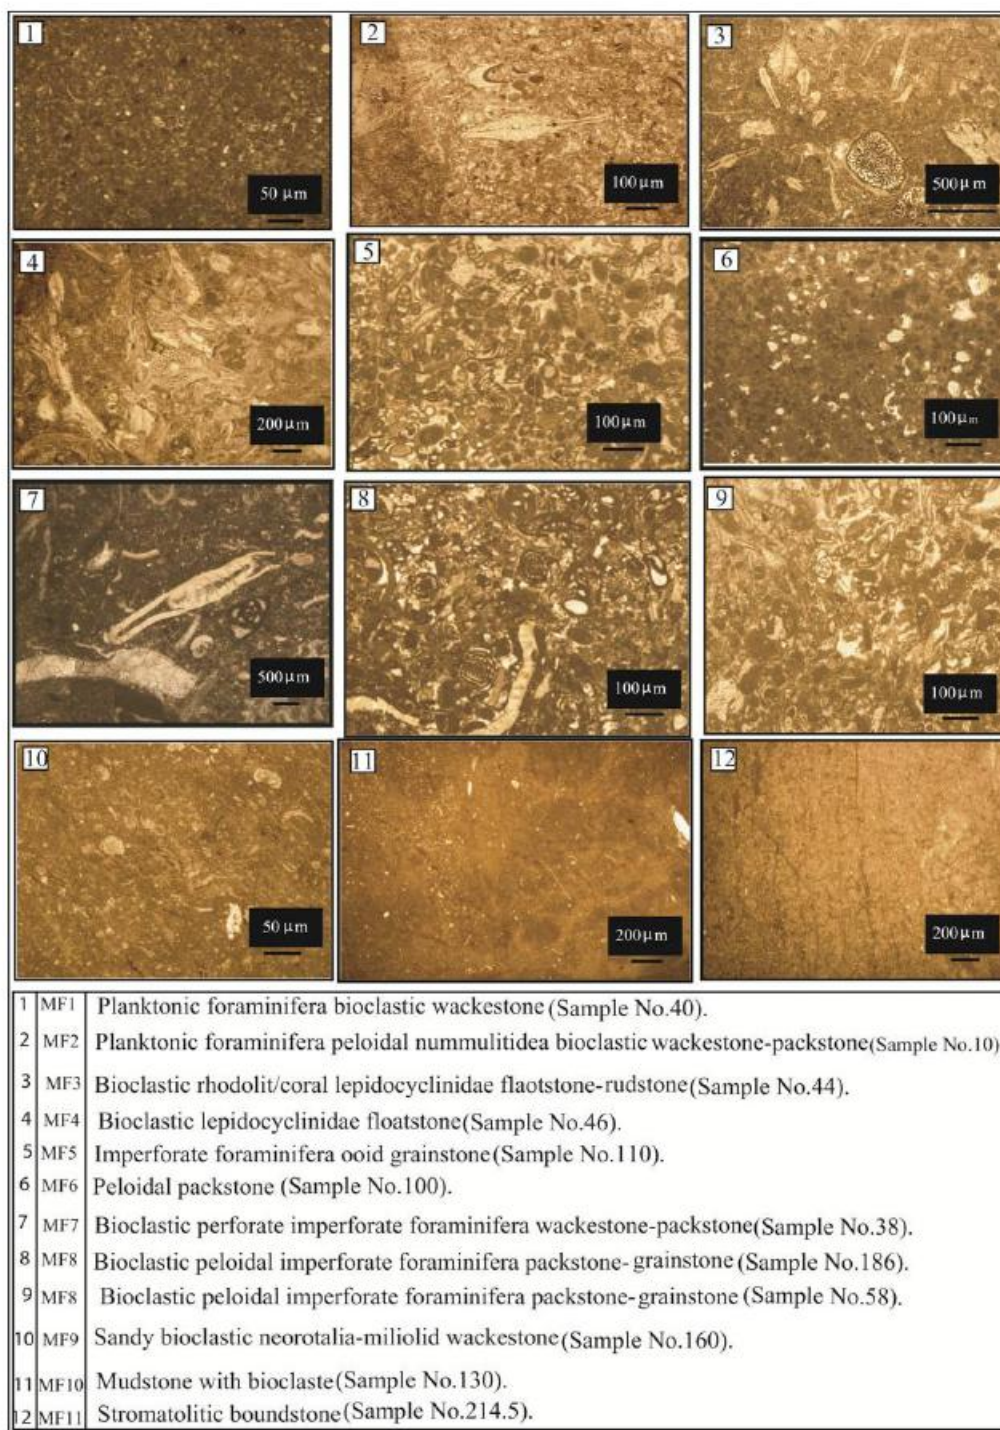 1
2
3
50 μm
100 μm
500 μm
4
5
6
200 μm
100 μm
100 μm
7
8
9
500 μm
100 μm
100 μm
10
11
12
50 μm
200 μm
200 μm
1 MF1 Planktonic foraminifera bioclastic wackestone (Sample No.40).
2 MF2 Planktonic foraminifera peloidal nummulitidea bioclastic wackestone-packstone(Sample No.10)
3 MF3 Bioclastic rhodolit/coral lepidocyclinidae flaotstone-rudstone(Sample No.44).
4 MF4 Bioclastic lepidocyclinidae floatstone(Sample No.46).
5 MF5 Imperforate foraminifera ooid grainstone(Sample No.110).
6 MF6 Peloidal packstone (Sample No.100).
7 MF7 Bioclastic perforate imperforate foraminifera wackestone-packstone(Sample No.38).
8 MF8 Bioclastic peloidal imperforate foraminifera packstone-grainstone (Sample No.186).
9 MF8 Bioclastic peloidal imperforate foraminifera packstone-grainstone (Sample No.58).
10 MF9 Sandy bioclastic neorotalia-miliolid wackestone(Sample No.160).
11 MF10 Mudstone with bioclaste(Sample No.130).
12 MF11 Stromatolitic boundstone(Sample No.214.5).